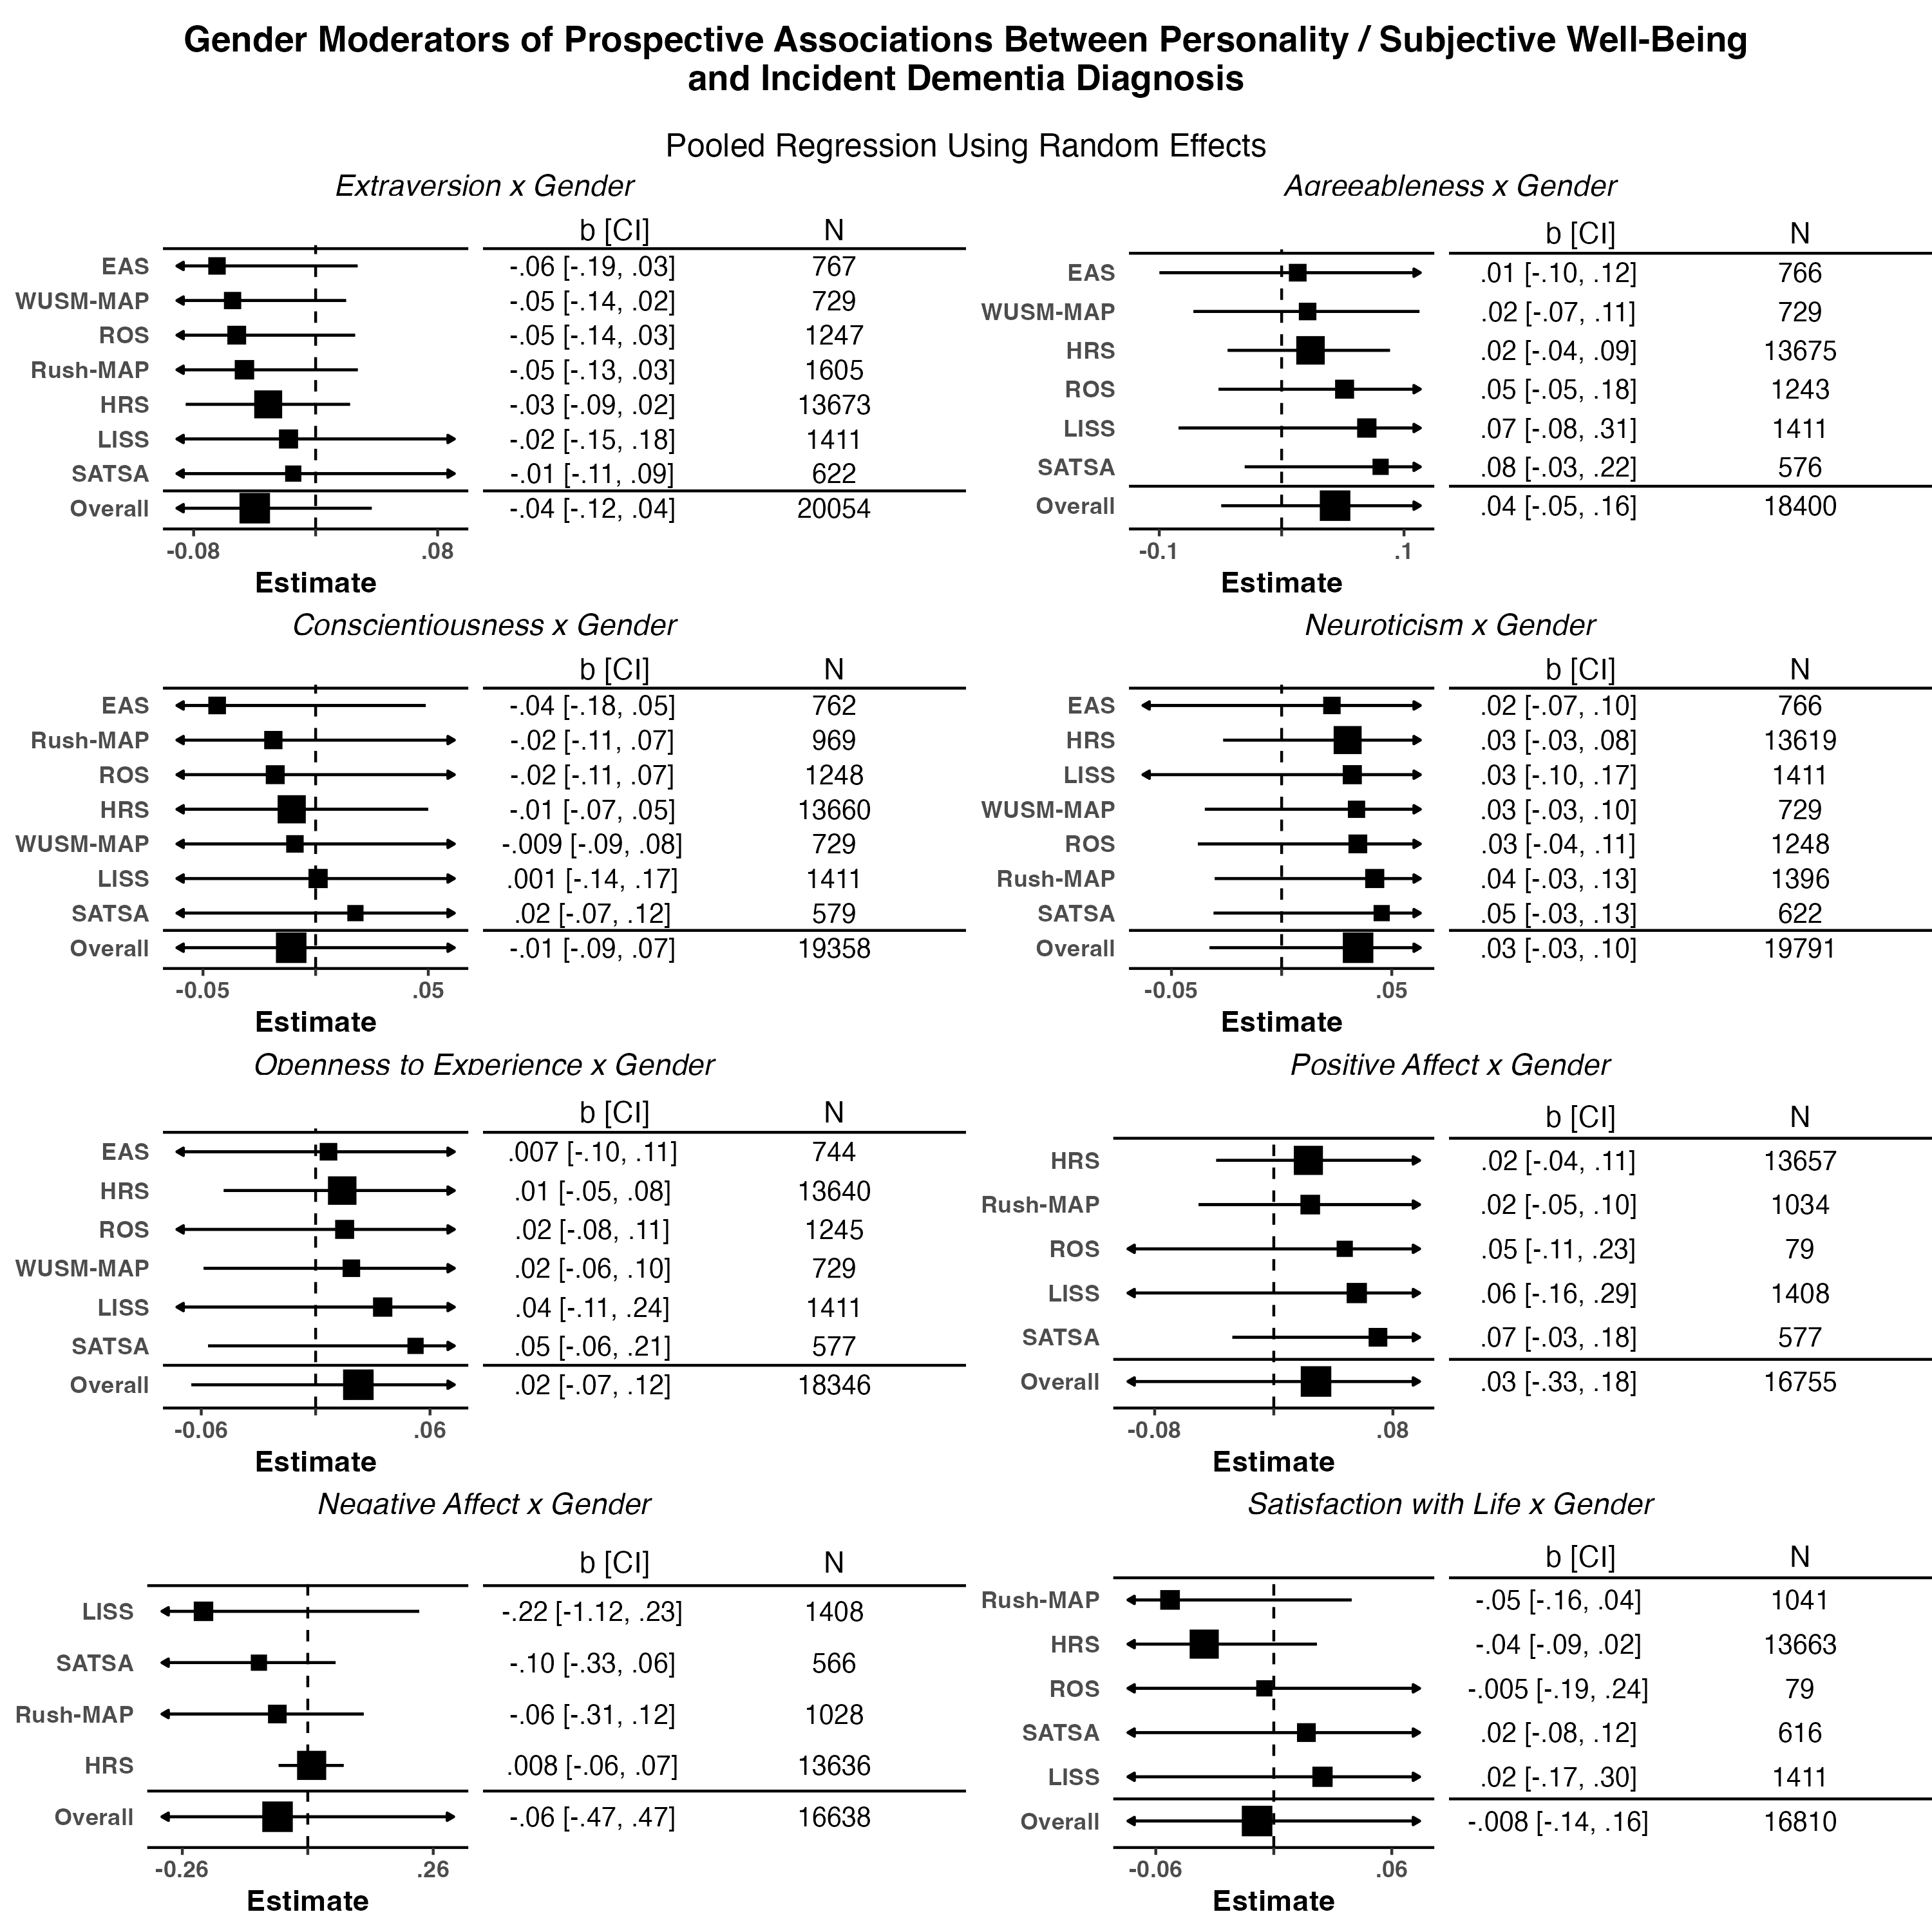 Gender Moderators of Prospective Associations Between Personality / Subjective Well-Being
and Incident Dementia Diagnosis
Pooled Regression Using Random Effects
Extraversion x Gender
b [CI] N
EAS -.06 [-.19, .03] 767
WUSM-MAP -.05 [-.14, .02] 729
ROS -.05 [-.14, .03] 1247
Rush-MAP -.05 [-.13, .03] 1605
HRS -.03 [-.09, .02] 13673
LISS -.02 [-.15, .18] 1411
SATSA -.01 [-.11, .09] 622
Overall -.04 [-.12, .04] 20054
-0.08 .08
Estimate
Agreeableness x Gender
b [CI] N
EAS .01 [-.10, .12] 766
WUSM-MAP .02 [-.07, .11] 729
HRS .02 [-.04, .09] 13675
ROS .05 [-.05, .18] 1243
LISS .07 [-.08, .31] 1411
SATSA .08 [-.03, .22] 576
Overall .04 [-.05, .16] 18400
-0.1 .1
Estimate
Conscientiousness x Gender
b [CI] N
EAS -.04 [-.18, .05] 762
Rush-MAP -.02 [-.11, .07] 969
ROS -.02 [-.11, .07] 1248
HRS -.01 [-.07, .05] 13660
WUSM-MAP -.009 [-.09, .08] 729
LISS .001 [-.14, .17] 1411
SATSA .02 [-.07, .12] 579
Overall -.01 [-.09, .07] 19358
-0.05 .05
Estimate
Neuroticism x Gender
b [CI] N
EAS .02 [-.07, .10] 766
HRS .03 [-.03, .08] 13619
LISS .03 [-.10, .17] 1411
WUSM-MAP .03 [-.03, .10] 729
ROS .03 [-.04, .11] 1248
Rush-MAP .04 [-.03, .13] 1396
SATSA .05 [-.03, .13] 622
Overall .03 [-.03, .10] 19791
-0.05 .05
Estimate
Openness to Experience x Gender
b [CI] N
EAS .007 [-.10, .11] 744
HRS .01 [-.05, .08] 13640
ROS .02 [-.08, .11] 1245
WUSM-MAP .02 [-.06, .10] 729
LISS .04 [-.11, .24] 1411
SATSA .05 [-.06, .21] 577
Overall .02 [-.07, .12] 18346
-0.06 .06
Estimate
Positive Affect x Gender
b [CI] N
HRS .02 [-.04, .11] 13657
Rush-MAP .02 [-.05, .10] 1034
ROS .05 [-.11, .23] 79
LISS .06 [-.16, .29] 1408
SATSA .07 [-.03, .18] 577
Overall .03 [-.33, .18] 16755
-0.08 .08
Estimate
Negative Affect x Gender
b [CI] N
LISS -.22 [-1.12, .23] 1408
SATSA -.10 [-.33, .06] 566
Rush-MAP -.06 [-.31, .12] 1028
HRS .008 [-.06, .07] 13636
Overall -.06 [-.47, .47] 16638
-0.26 .26
Estimate
Satisfaction with Life x Gender
b [CI] N
Rush-MAP -.05 [-.16, .04] 1041
HRS -.04 [-.09, .02] 13663
ROS -.005 [-.19, .24] 79
SATSA .02 [-.08, .12] 616
LISS .02 [-.17, .30] 1411
Overall -.008 [-.14, .16] 16810
-0.06 .06
Estimate